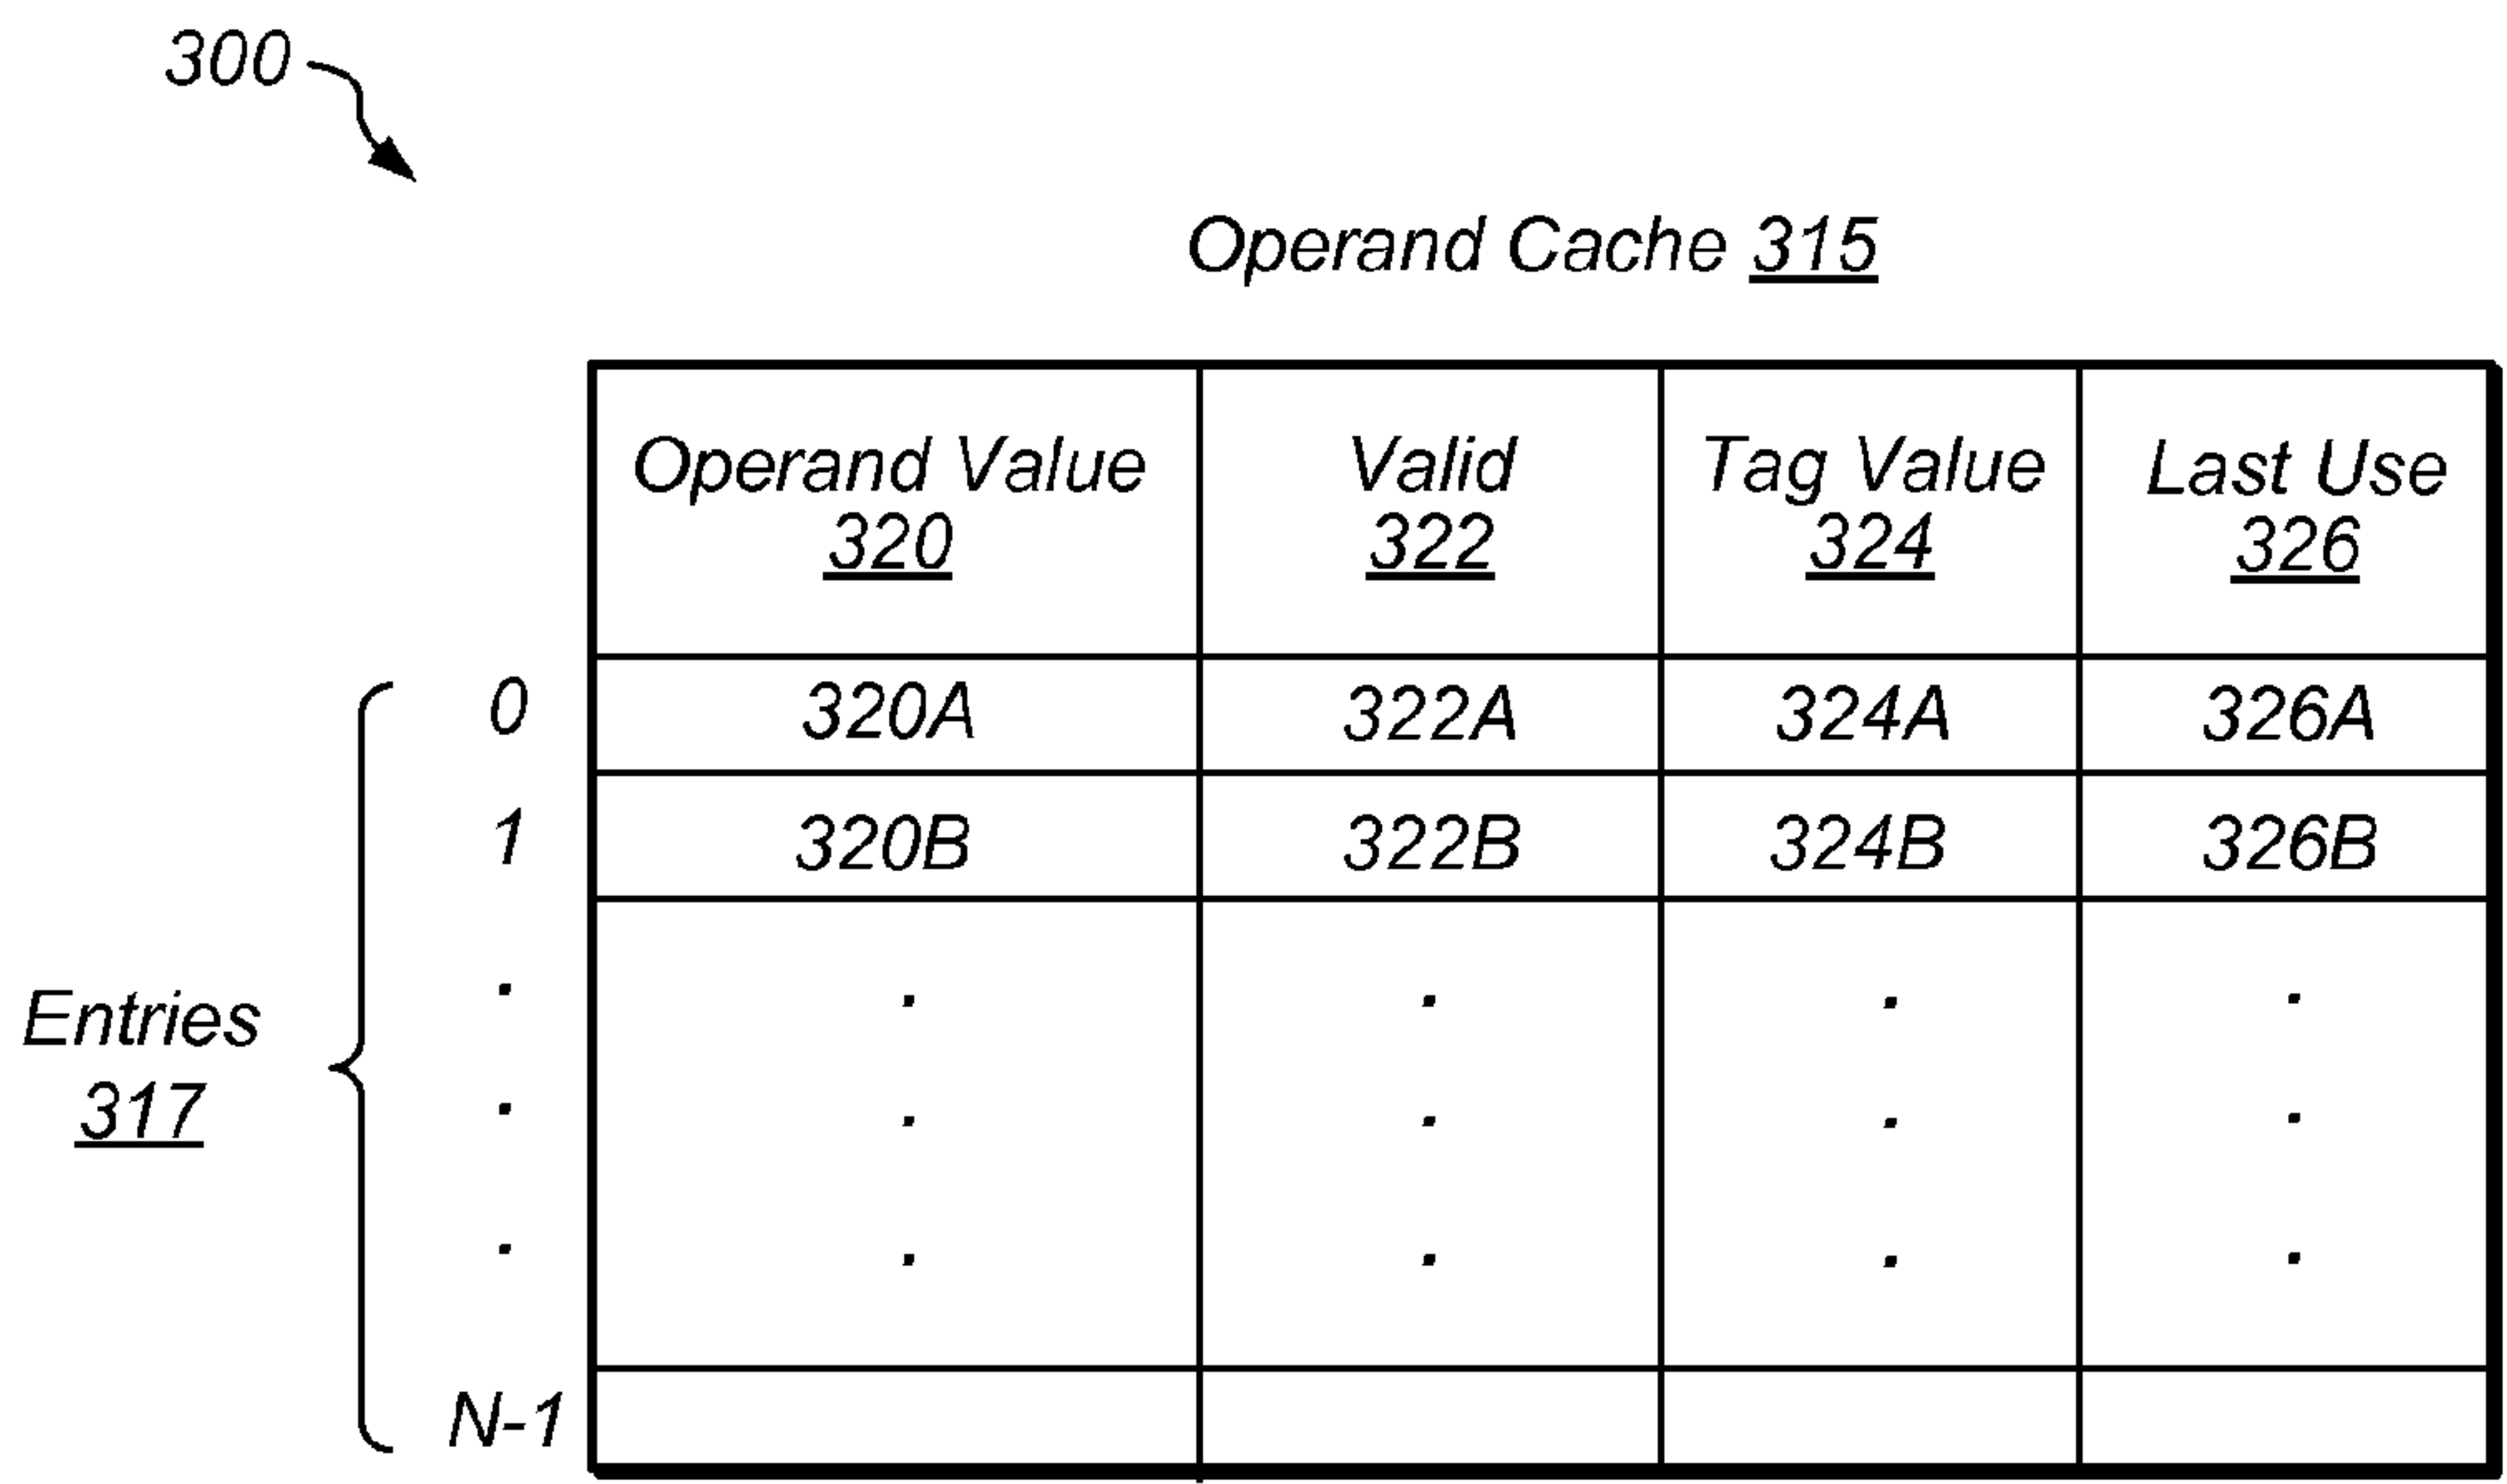 300
Operand Cache 315
Operand Value Valid Tag Value Last Use
320 322 324 326
0 320A 322A 324A 326A
1 320B 322B 324B 326B
Entries
317
N-1